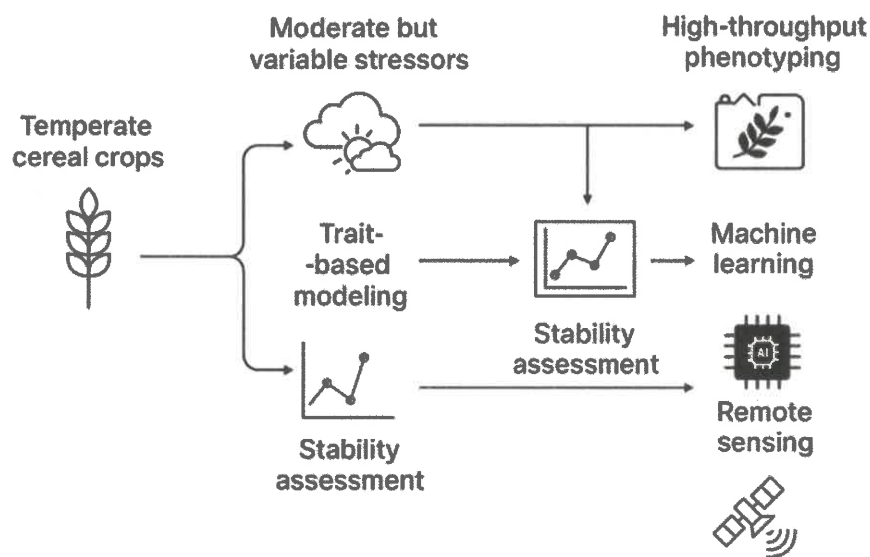 Moderate but
variable stressors
High-throughput
phenotyping
Temperate
cereal crops
Trait-
-based
modeling
Machine
learning
Stability
assessment
AI
Remote
sensing
Stability
assessment